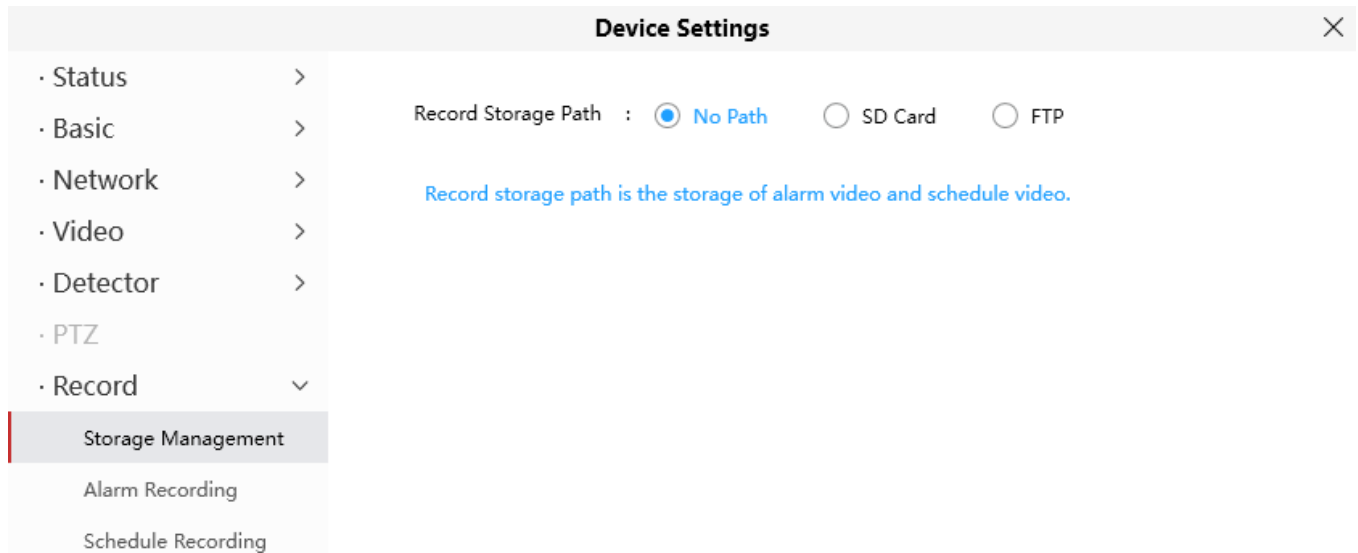 Device Settings
· Status
· Basic
· Network
· Video
· Detector
· PTZ
· Record
Storage Management
Alarm Recording
Schedule Recording
Record Storage Path : No Path SD Card FTP
Record storage path is the storage of alarm video and schedule video.